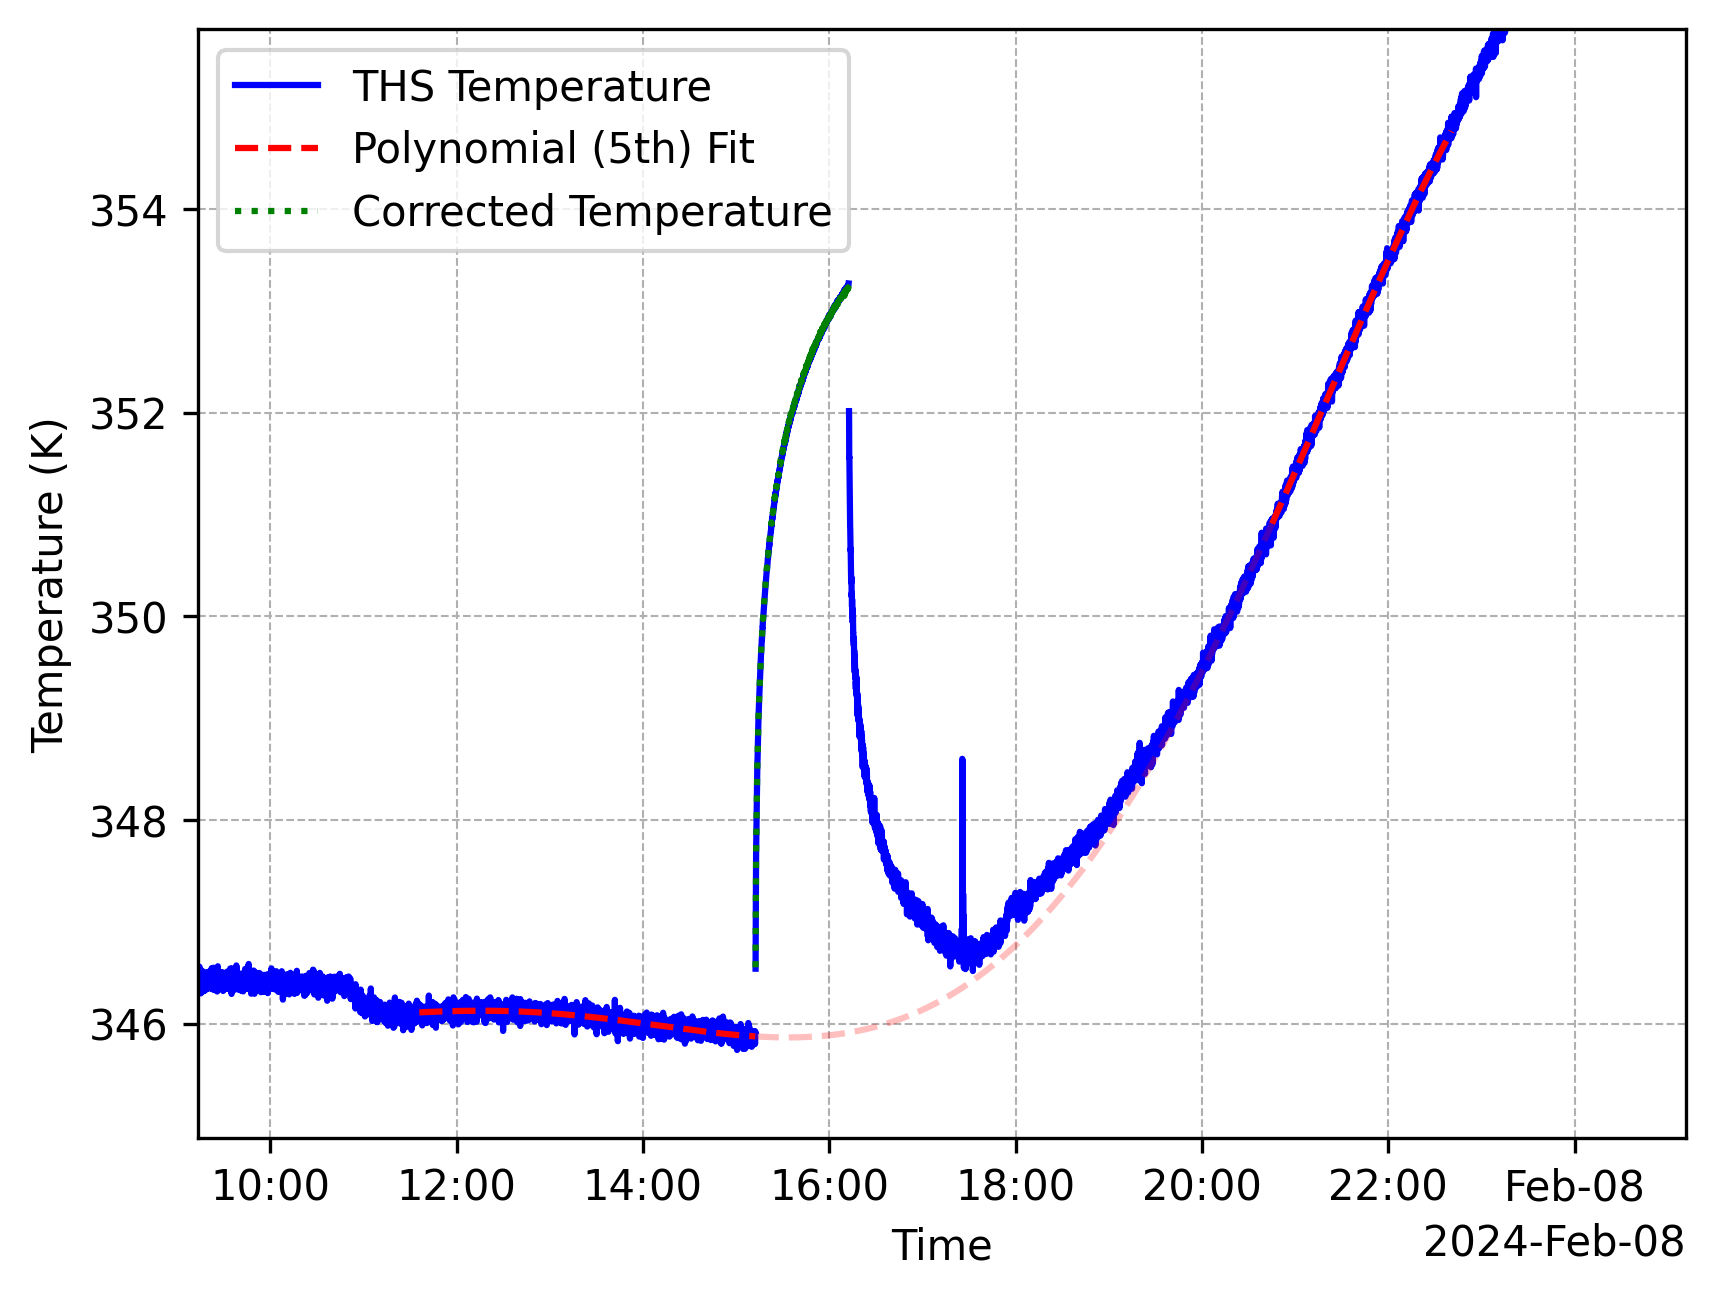 THS Temperature
Polynomial (5th) Fit
Corrected Temperature
354
352
350
348
346
Temperature (K)
10:00 12:00 14:00 16:00 18:00 20:00 22:00 Feb-08
Time
2024-Feb-08